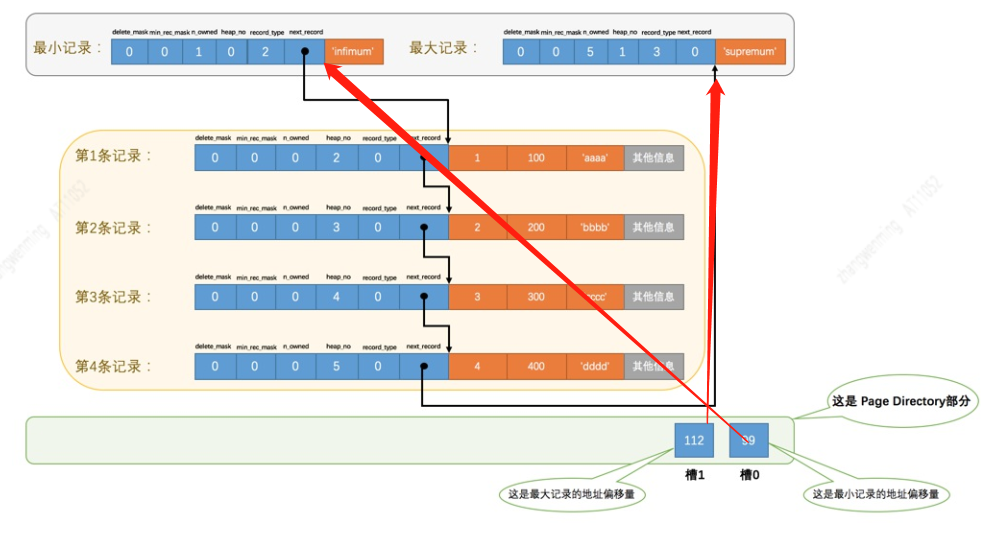 delete_mask min_rec_mask n_owned heap_no record_type next_record
delete_mask min_rec_mask n_owned heap_no record_type next_record
最小记录： 0 0 1 0 2 'infimum'
最大记录： 0 0 5 1 3 0 'supremum'
delete_mask min_rec_mask n_owned heap_no record_type next_record
第1条记录： 0 0 0 2 0 1 100 'aaaa' 其他信息
delete_mask min_rec_mask n_owned heap_no record_type next_record
第2条记录： 0 0 0 3 0 2 200 'bbbb' 其他信息
delete_mask min_rec_mask n_owned heap_no record_type next_record
第3条记录： 0 0 0 4 0 3 300 'cccc' 其他信息
delete_mask min_rec_mask n_owned heap_no record_type next_record
第4条记录： 0 0 0 5 0 4 400 'dddd' 其他信息
这是 Page Directory部分
112 99
槽1 槽0
这是最大记录的地址偏移量
这是最小记录的地址偏移量